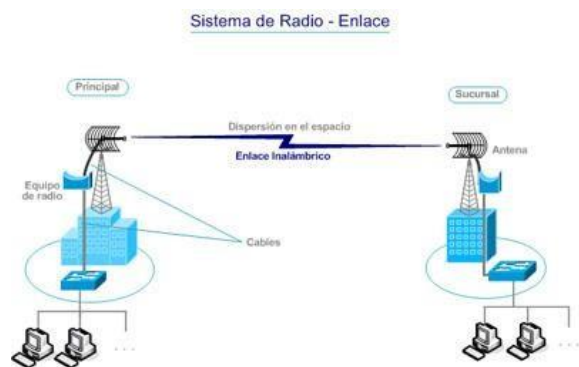 Sistema de Radio - Enlace
Principal
Sucursal
Dispersión en el espacio
Enlace Inalámbrico
Antena
Equipo
de radio
Cables
. . .
. . .